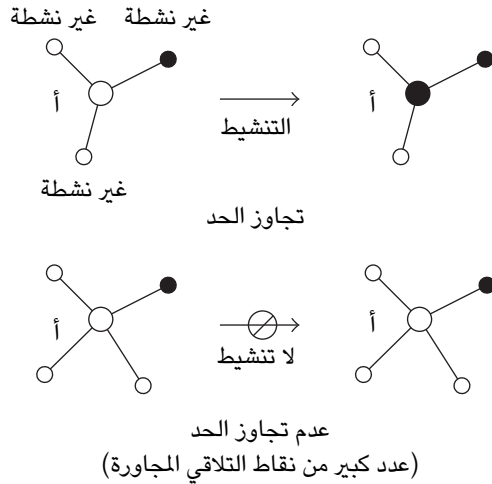 غير نشطة
غير نشطة
أ
أ
التنشيط
غير نشطة
تجاوز الحد
أ
أ
لا تنشيط
عدم تجاوز الحد
(عدد كبير من نقاط التلاقي المجاورة)